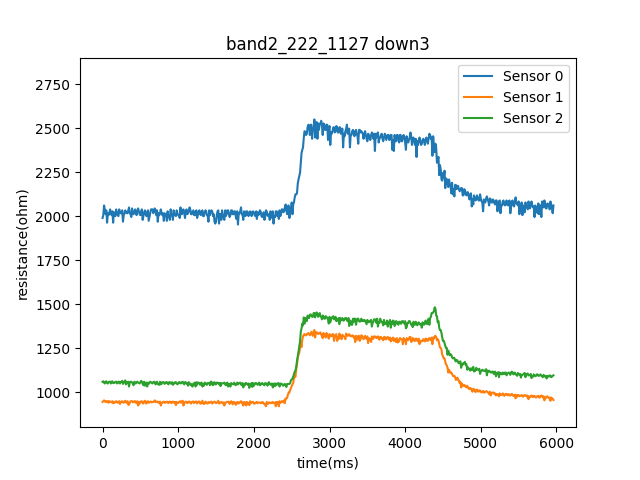 band2_222_1127 down3
Sensor 0
Sensor 1
Sensor 2
resistance(ohm)
2750
2500
2250
2000
1750
1500
1250
1000
0 1000 2000 3000 4000 5000 6000
time(ms)